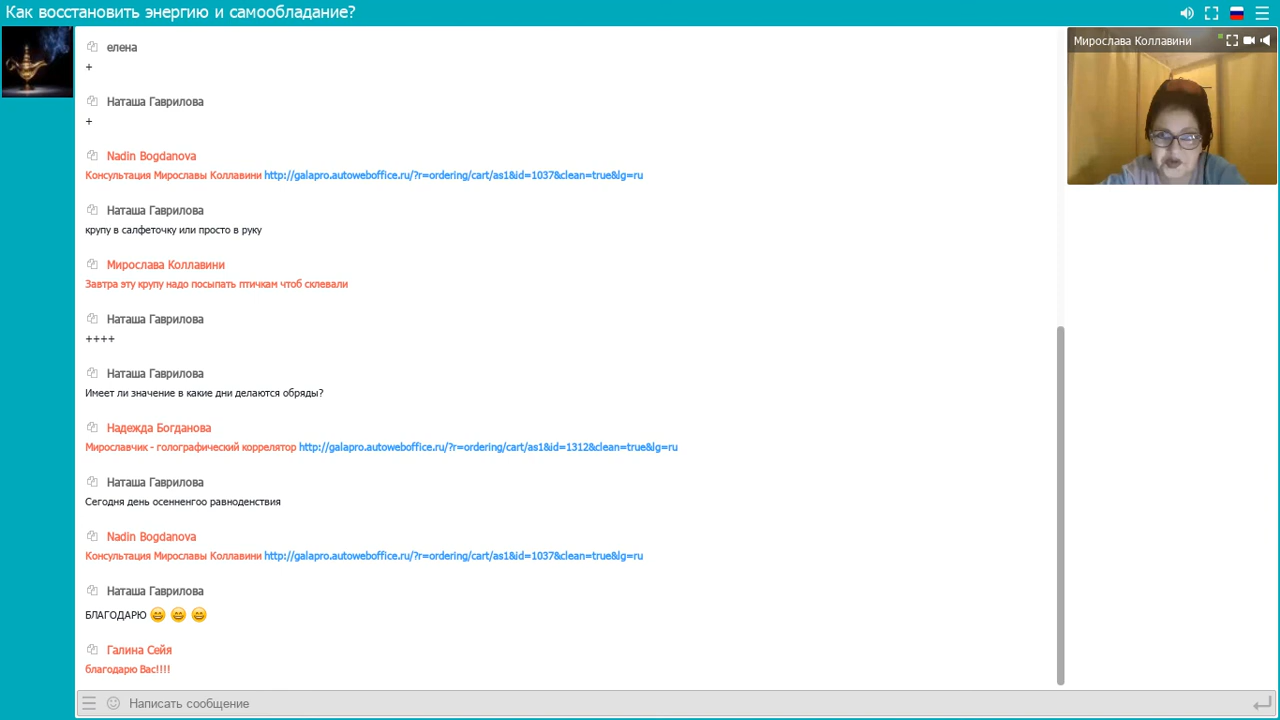 Как восстановить энергию и самообладание?
Мирослава Коллавини
елена
+
Наташа Гаврилова
+
Nadin Bogdanova
Консультация Мирославы Коллавини http://galapro.autoweboffice.ru/?r=ordering/cart/as1&id=1037&clean=true&lg=ru
Наташа Гаврилова
крупу в салфеточку или просто в руку
Мирослава Коллавини
Завтра эту крупу надо посыпать птичкам чтоб склевали
Наташа Гаврилова
++++
Наташа Гаврилова
Имеет ли значение в какие дни делаются обряды?
Надежда Богданова
Мирославчик - голографический коррелятор http://galapro.autoweboffice.ru/?r=ordering/cart/as1&id=1312&clean=true&lg=ru
Наташа Гаврилова
Сегодня день осенненгоо равноденствия
Nadin Bogdanova
Консультация Мирославы Коллавини http://galapro.autoweboffice.ru/?r=ordering/cart/as1&id=1037&clean=true&lg=ru
Наташа Гаврилова
БЛАГОДАРЮ
Галина Сейя
благодарю Вас!!!!
Написать сообщение